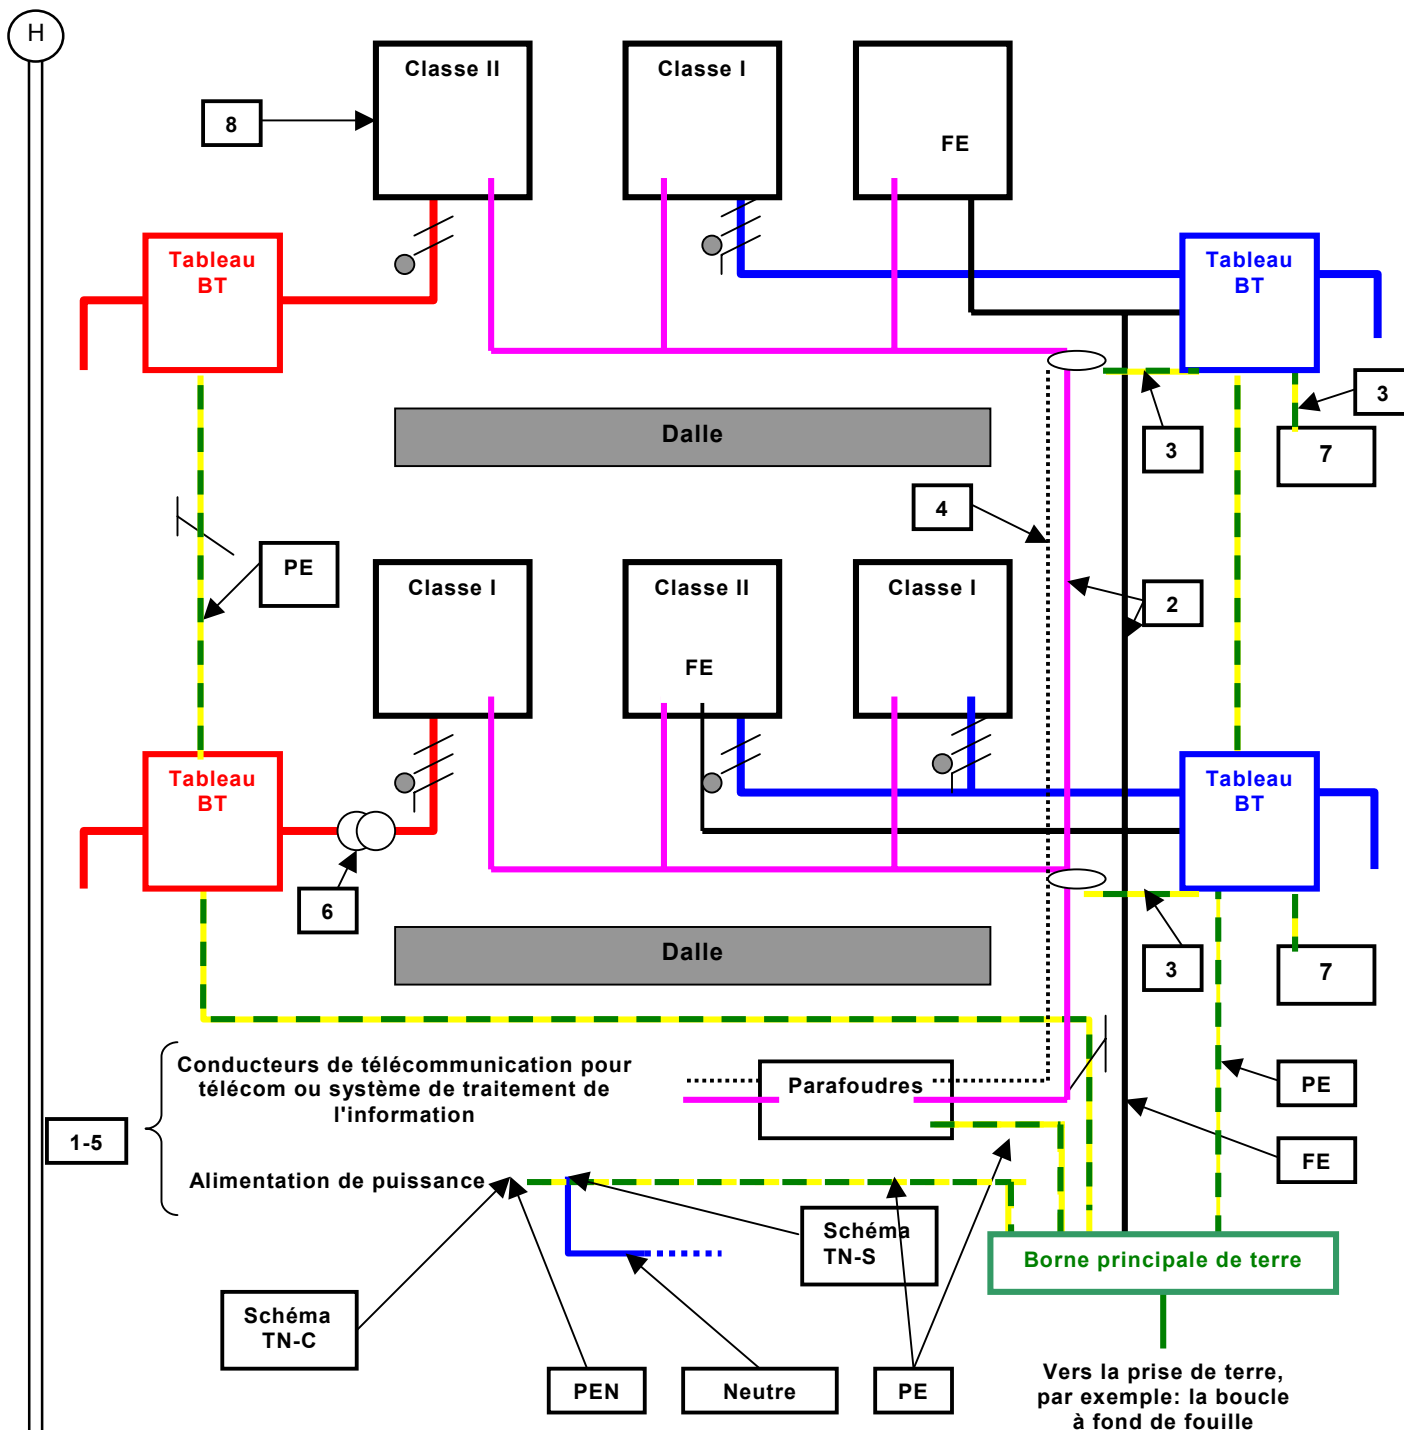 H
Classe II
Classe I
8
FE
Tableau
BT
Tableau
BT
3
Dalle
3
7
4
PE
Classe I
Classe II
Classe I
2
FE
Tableau
BT
Tableau
BT
6
Dalle
3
7
Conducteurs de télécommunication pour
télécom ou système de traitement de
l'information
Parafoudres
PE
1-5
FE
Alimentation de puissance
Schéma
TN-S
Borne principale de terre
Schéma
TN-C
PEN
Neutre
PE
Vers la prise de terre,
par exemple: la boucle
à fond de fouille